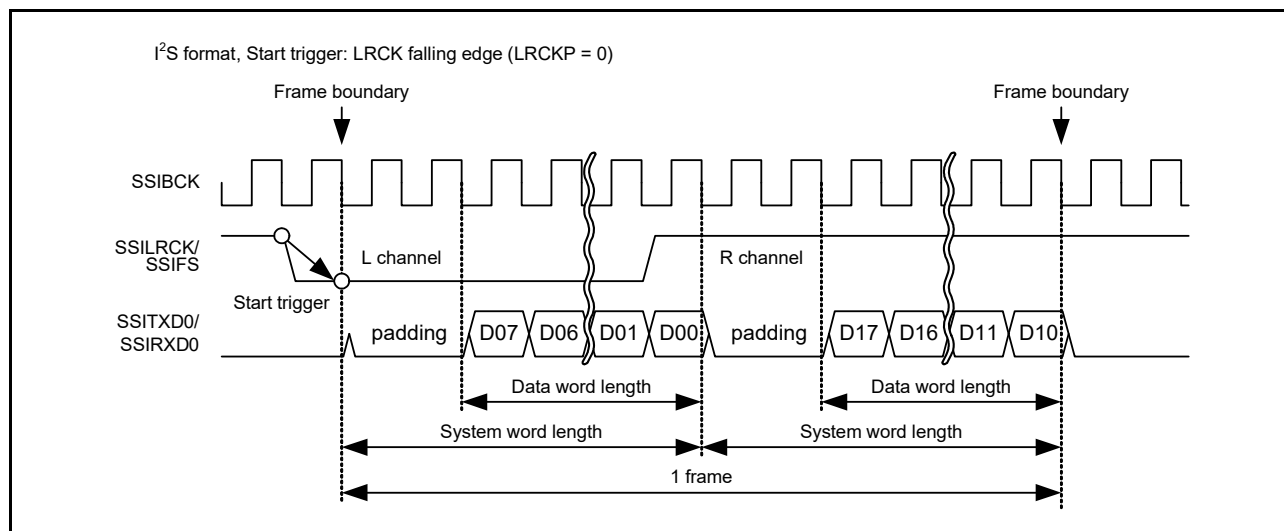 I²S format, Start trigger: LRCK falling edge (LRCKP = 0)
Frame boundary Frame boundary
SSIBCK
SSILRCK/
SSIFS
L channel R channel
Start trigger
SSITXD0/
SSIRXD0
padding D07 D06 D01 D00 padding D17 D16 D11 D10
Data word length Data word length
System word length System word length
1 frame